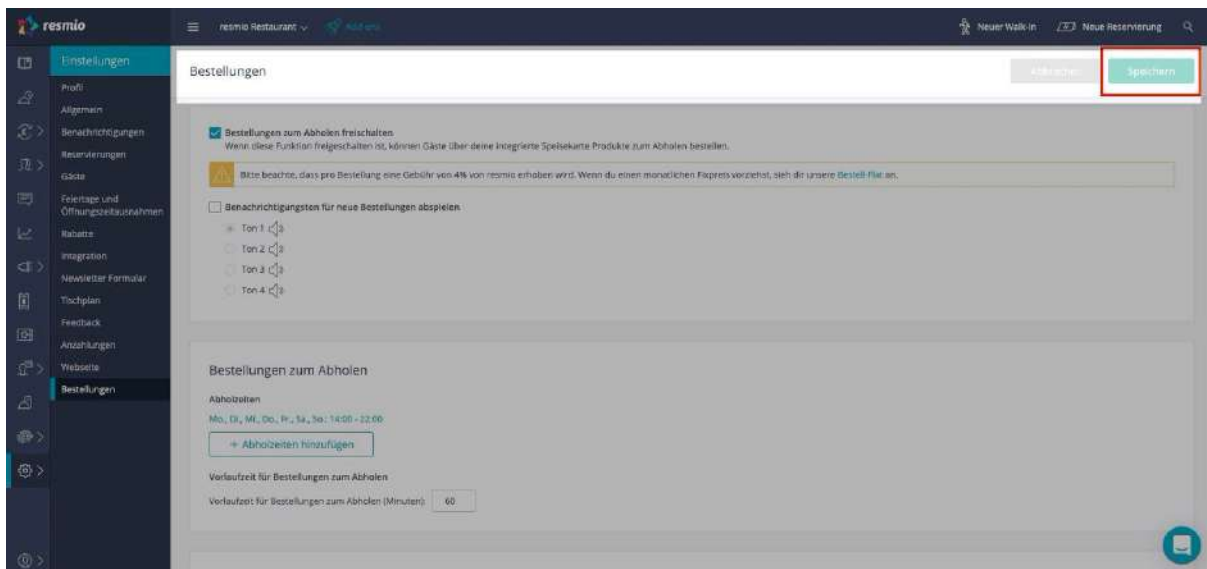 resmio
resmio Restaurant
Add-ons
Neuer Walk-in
Neue Reservierung
Einstellungen
Profil
Allgemein
Benachrichtigungen
Reservierungen
Gäste
Feiertage und
Öffnungszeitausnahmen
Rabatte
Integration
Newsletter Formular
Tischplan
Feedback
Anzahlungen
Webseite
Bestellungen
Bestellungen
Abbrechen
Speichern
Bestellungen zum Abholen freischalten
Wenn diese Funktion freigeschalten ist, können Gäste über deine integrierte Speisekarte Produkte zum Abholen bestellen.
Bitte beachte, dass pro Bestellung eine Gebühr von 4% von resmio erhoben wird. Wenn du einen monatlichen Fixpreis vorziehst, sieh dir unsere Bestell-Flat an.
Benachrichtigungston für neue Bestellungen abspielen
Ton 1
Ton 2
Ton 3
Ton 4
Bestellungen zum Abholen
Abholzeiten
Mo., Di., Mi., Do., Fr., Sa., So.: 14:00 - 22:00
+ Abholzeiten hinzufügen
Vorlaufzeit für Bestellungen zum Abholen
Vorlaufzeit für Bestellungen zum Abholen (Minuten) 60